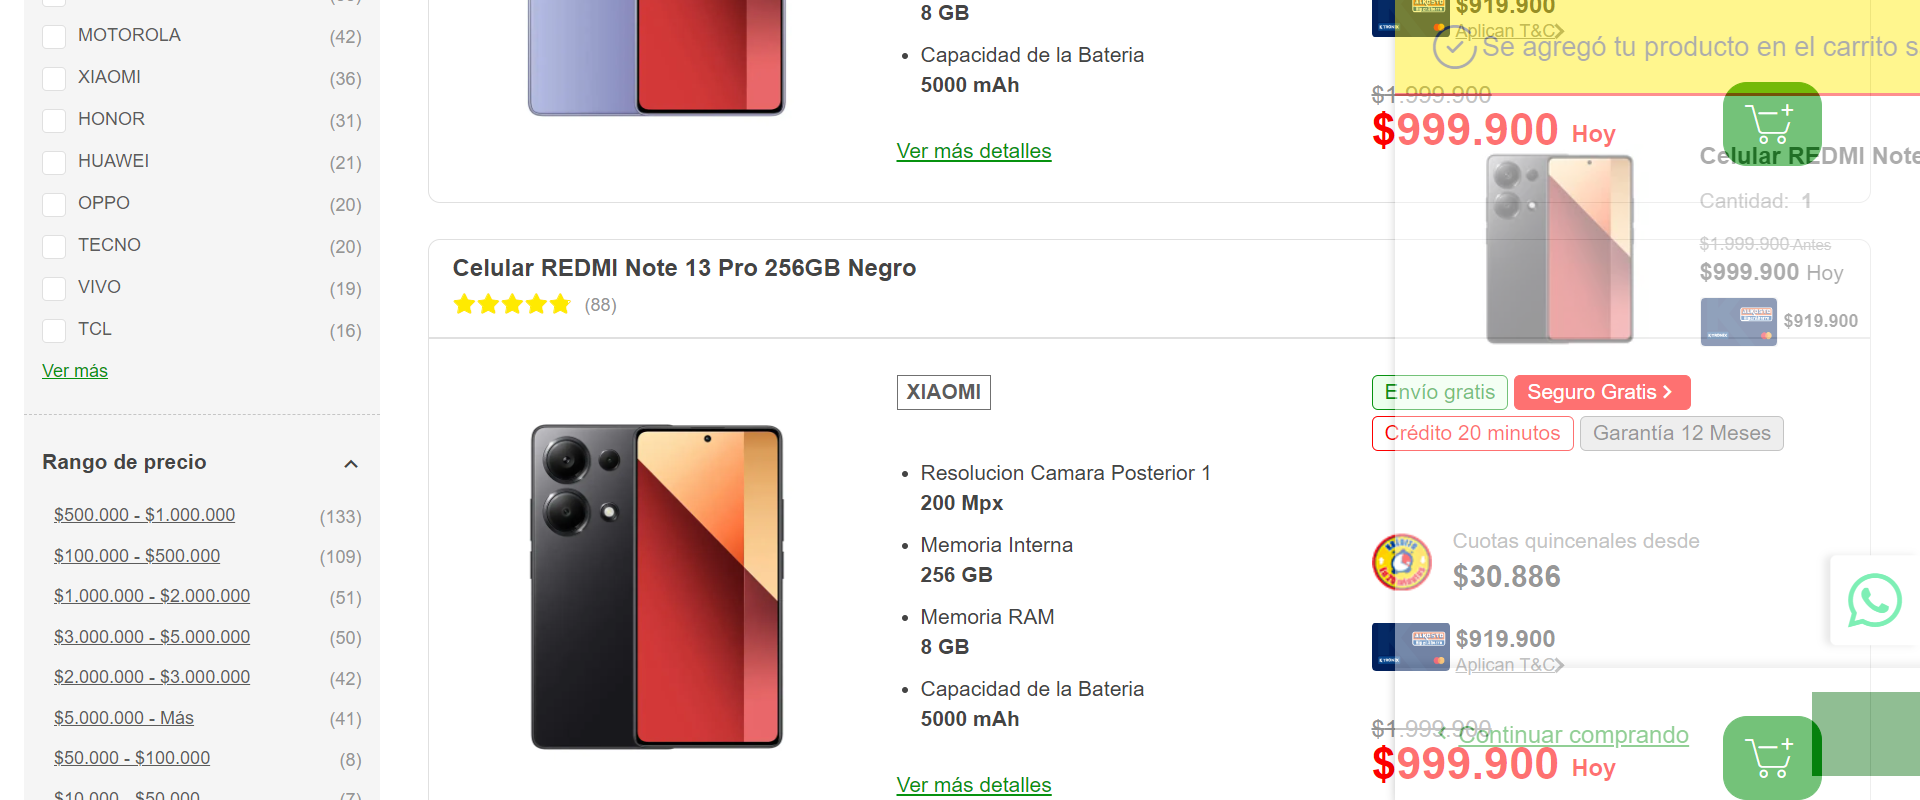 MOTOROLA (42)
XIAOMI (36)
HONOR (31)
HUAWEI (21)
OPPO (20)
TECNO (20)
VIVO (19)
TCL (16)
Ver más
Rango de precio
$500.000 - $1.000.000 (133)
$100.000 - $500.000 (109)
$1.000.000 - $2.000.000 (51)
$3.000.000 - $5.000.000 (50)
$2.000.000 - $3.000.000 (42)
$5.000.000 - Más (41)
$50.000 - $100.000 (8)
$10.000 - $50.000 (7)
8 GB
Capacidad de la Bateria
5000 mAh
Ver más detalles
$919.900
Aplican T&C
$1.999.900
$999.900 Hoy
Celular REDMI Note 13 Pro 256GB Negro
(88)
XIAOMI
Resolucion Camara Posterior 1
200 Mpx
Memoria Interna
256 GB
Memoria RAM
8 GB
Capacidad de la Bateria
5000 mAh
Ver más detalles
Envío gratis
Seguro Gratis
Crédito 20 minutos
Garantía 12 Meses
Cuotas quincenales desde
$30.886
$919.900
Aplican T&C
$1.999.900
$999.900 Hoy
Se agregó tu producto en el carrito s
Celular REDMI Note
Cantidad: 1
$1.999.900 Antes
$999.900 Hoy
$919.900
Continuar comprando